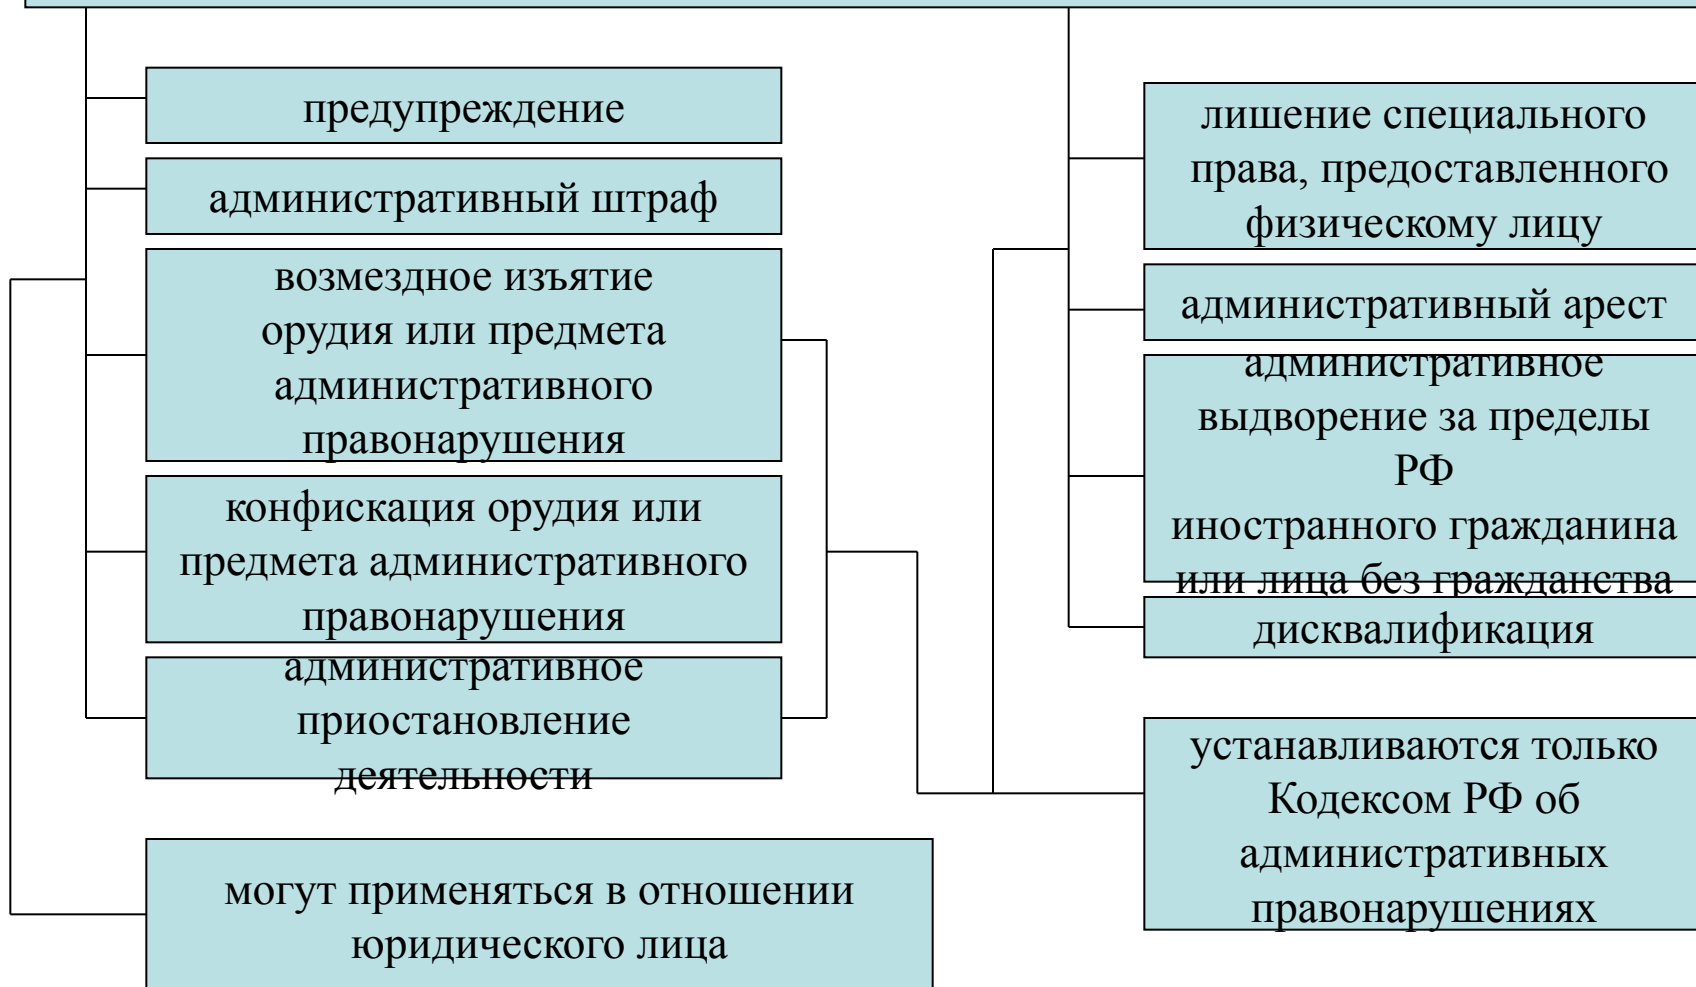 предупреждение
административный штраф
возмездное изъятие
орудия или предмета
административного
правонарушения
конфискация орудия или
предмета административного
правонарушения
административное
приостановление
деятельности
могут применяться в отношении
юридического лица
лишение специального
права, предоставленного
физическому лицу
административный арест
административное
выдворение за пределы
РФ
иностранного гражданина
или лица без гражданства
дисквалификация
устанавливаются только
Кодексом РФ об
административных
правонарушениях